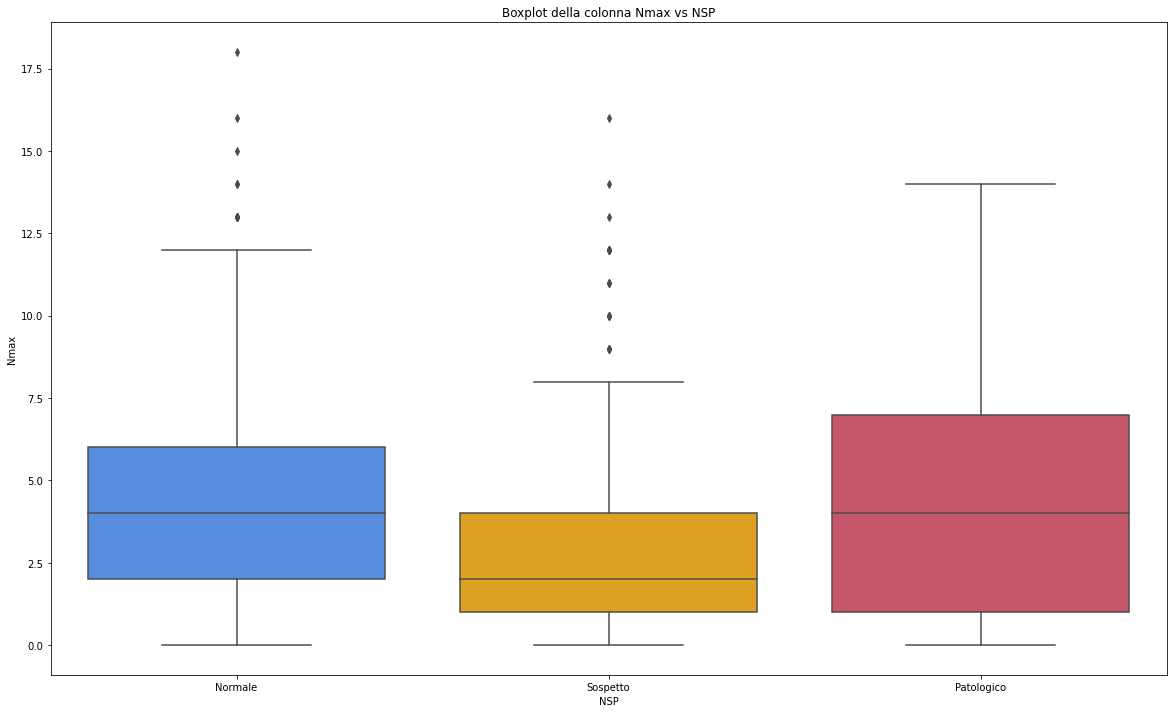 Boxplot della colonna Nmax vs NSP
17.5
15.0
12.5
10.0
7.5
5.0
2.5
0.0
Nmax
Normale
Sospetto
Patologico
NSP